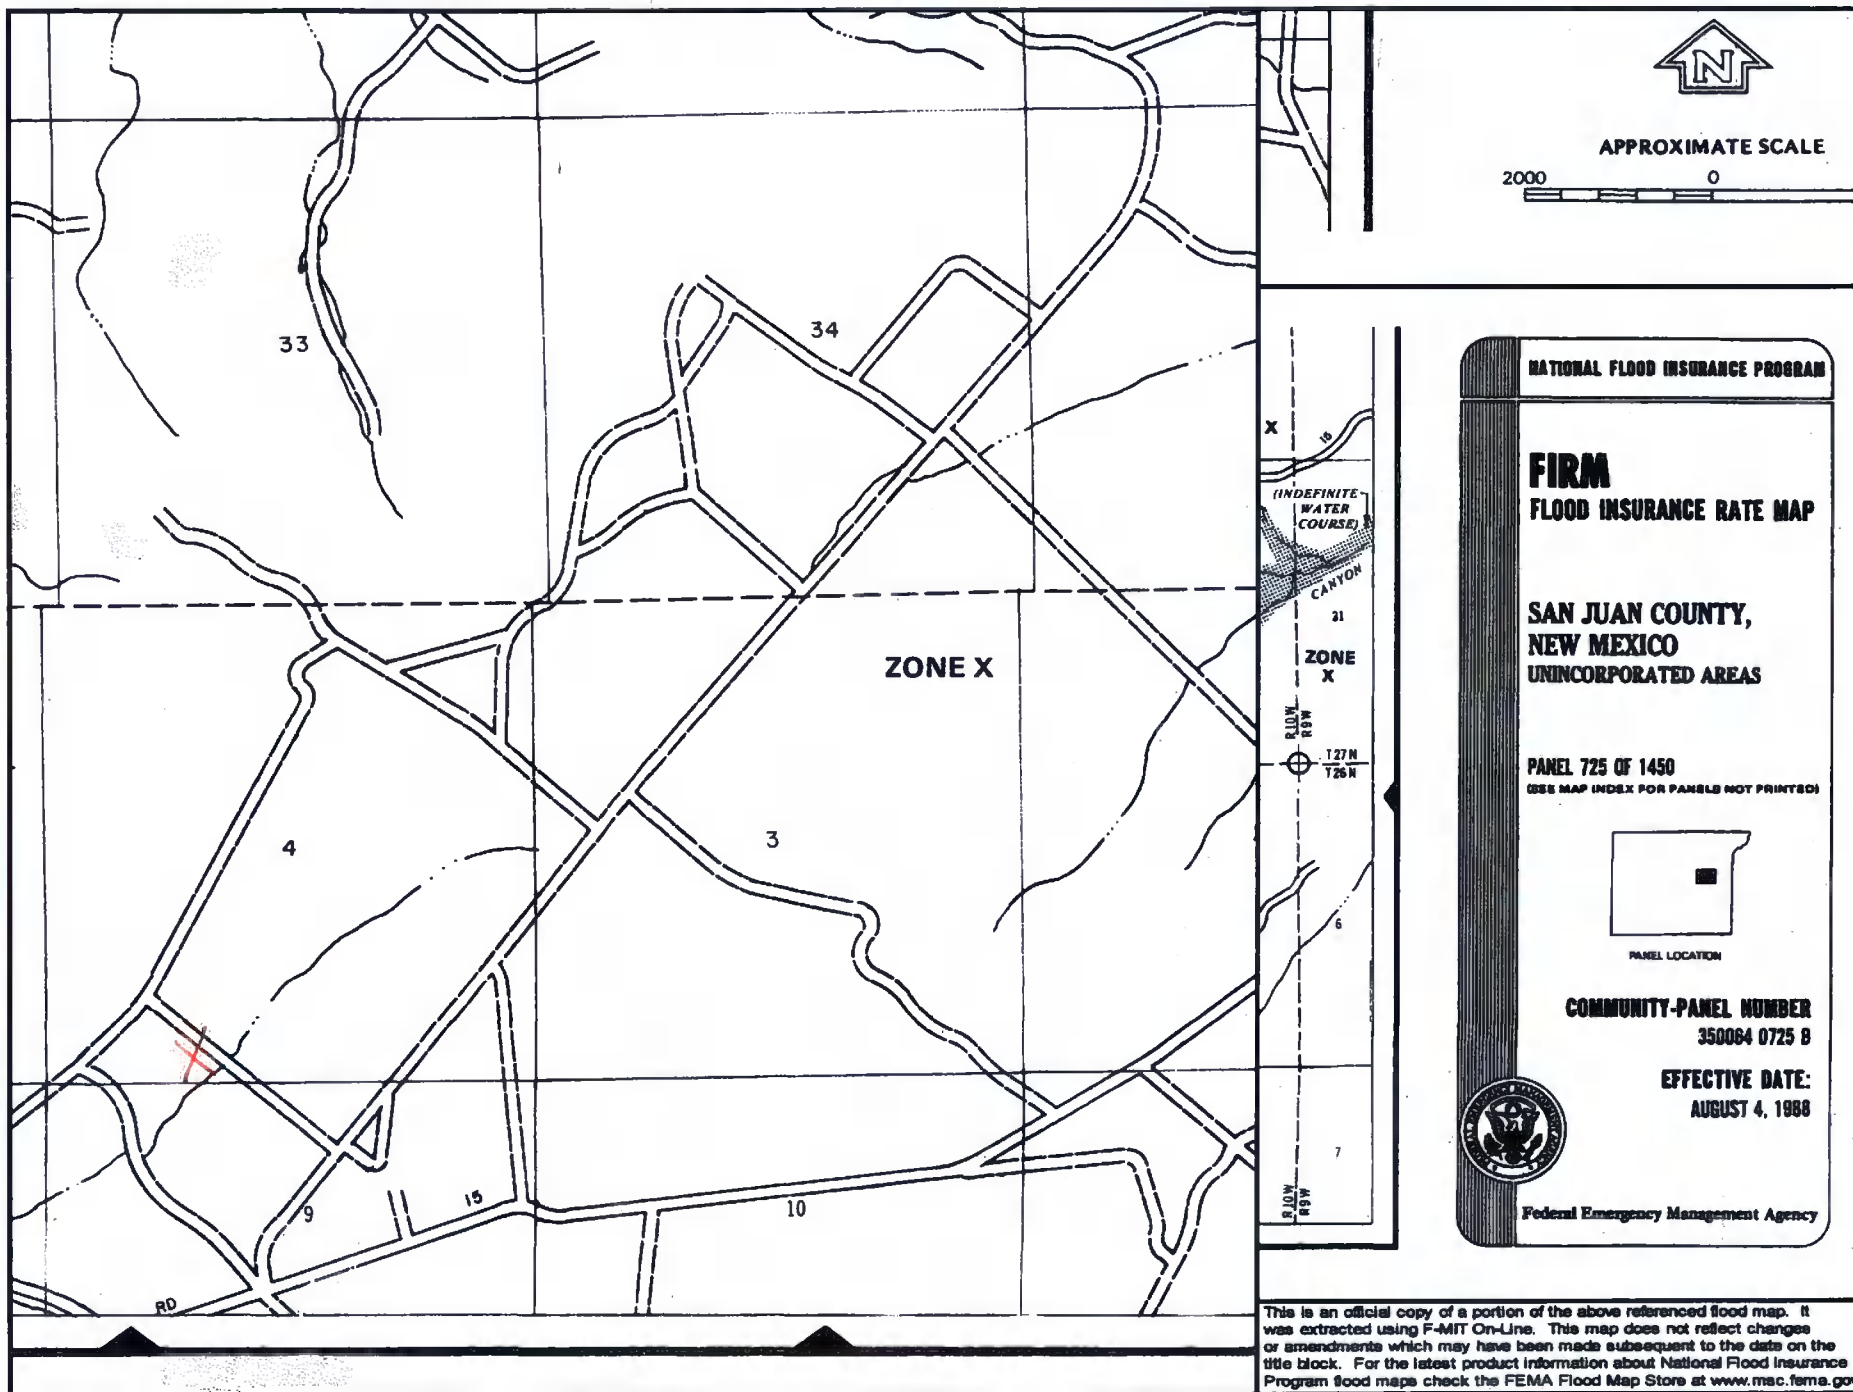 N
APPROXIMATE SCALE
2000 0
33
34
ZONE X
4
3
9
15
10
RD
X
15
(INDEFINITE
WATER
COURSE)
CANYON
31
ZONE
X
R10W
R9W
T27N
T26N
6
7
R10W
R9W
NATIONAL FLOOD INSURANCE PROGRAM
FIRM
FLOOD INSURANCE RATE MAP
SAN JUAN COUNTY,
NEW MEXICO
UNINCORPORATED AREAS
PANEL 725 OF 1450
(SEE MAP INDEX FOR PANELS NOT PRINTED)
PANEL LOCATION
COMMUNITY-PANEL NUMBER
350064 0725 B
EFFECTIVE DATE:
AUGUST 4, 1988
Federal Emergency Management Agency
This is an official copy of a portion of the above referenced flood map. It
was extracted using F-MIT On-Line. This map does not reflect changes
or amendments which may have been made subsequent to the date on the
title block. For the latest product information about National Flood Insurance
Program flood maps check the FEMA Flood Map Store at www.msc.fema.gov